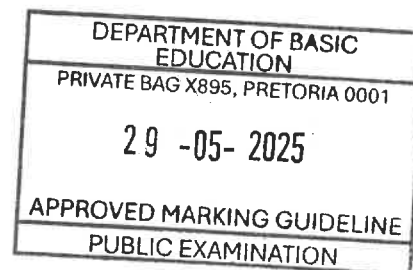 DEPARTMENT OF BASIC
EDUCATION
PRIVATE BAG X895, PRETORIA 0001
29 -05- 2025
APPROVED MARKING GUIDELINE
PUBLIC EXAMINATION